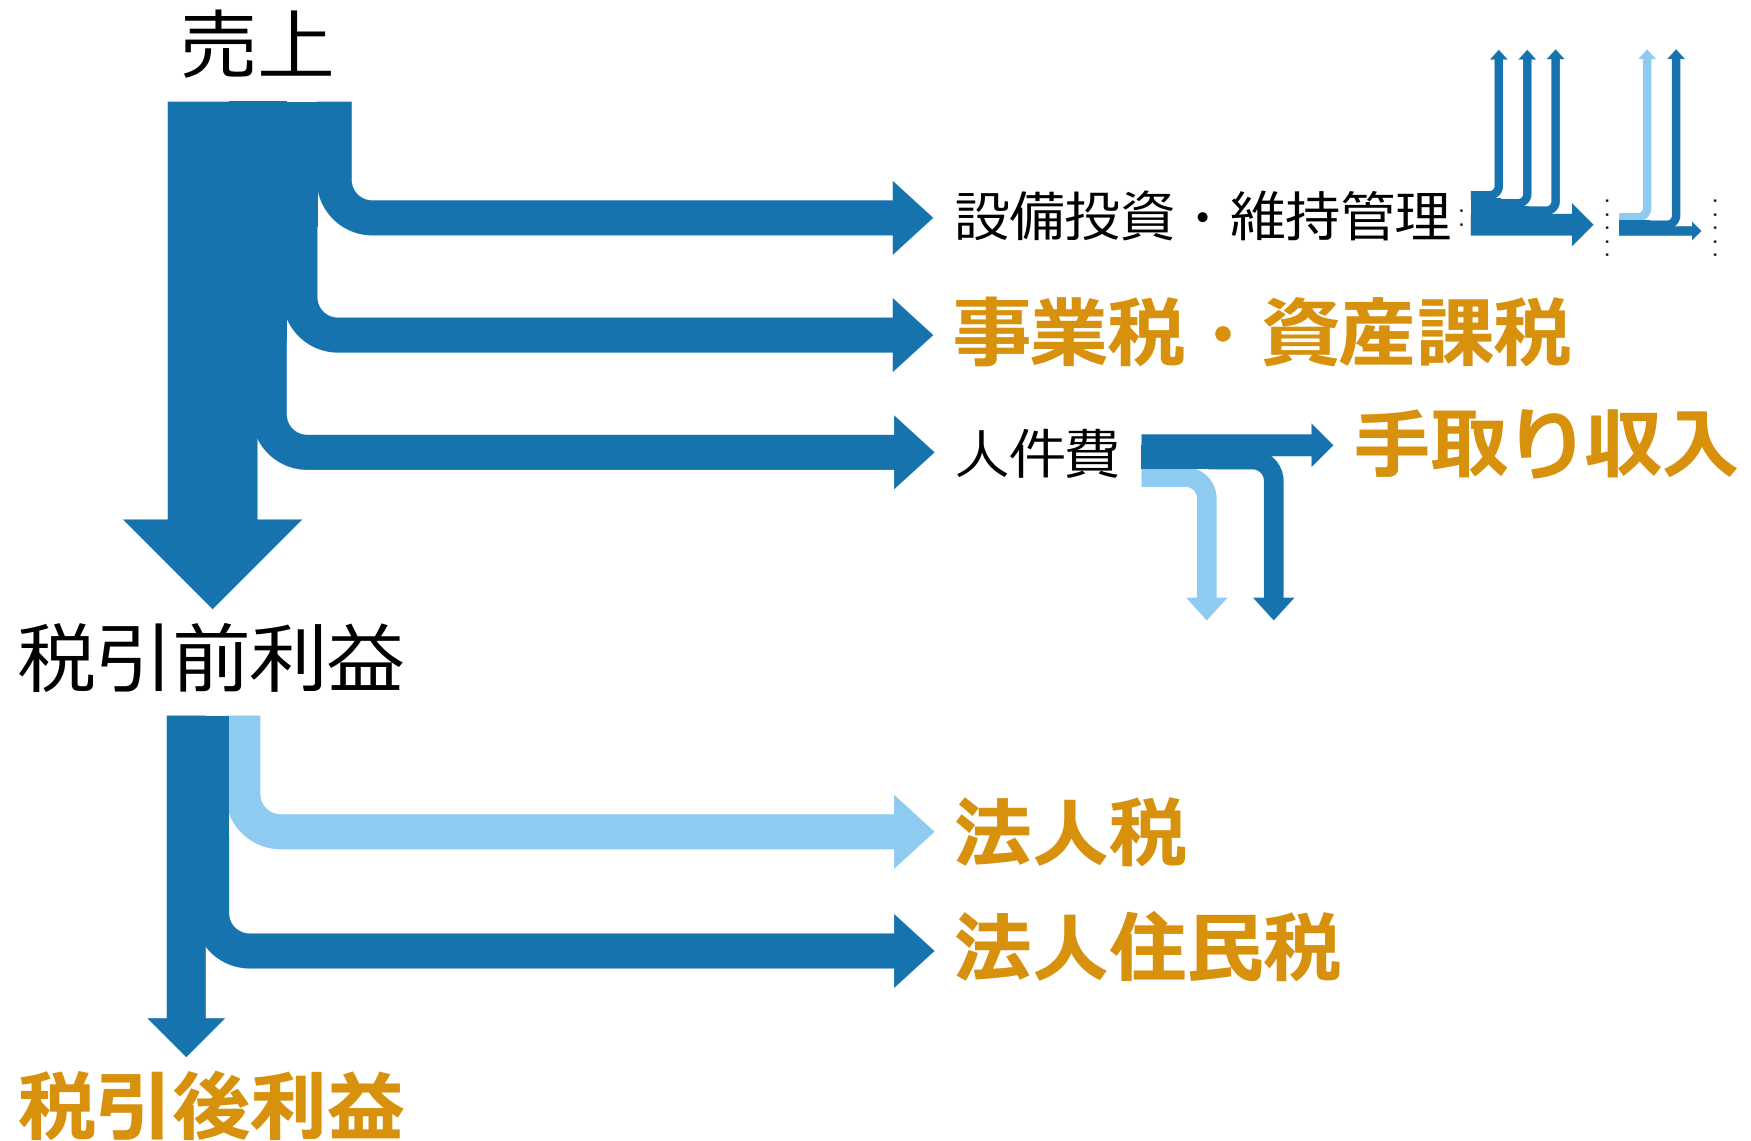 売上
設備投資・維持管理
事業税・資産課税
人件費
手取り収入
税引前利益
法人税
法人住民税
税引後利益